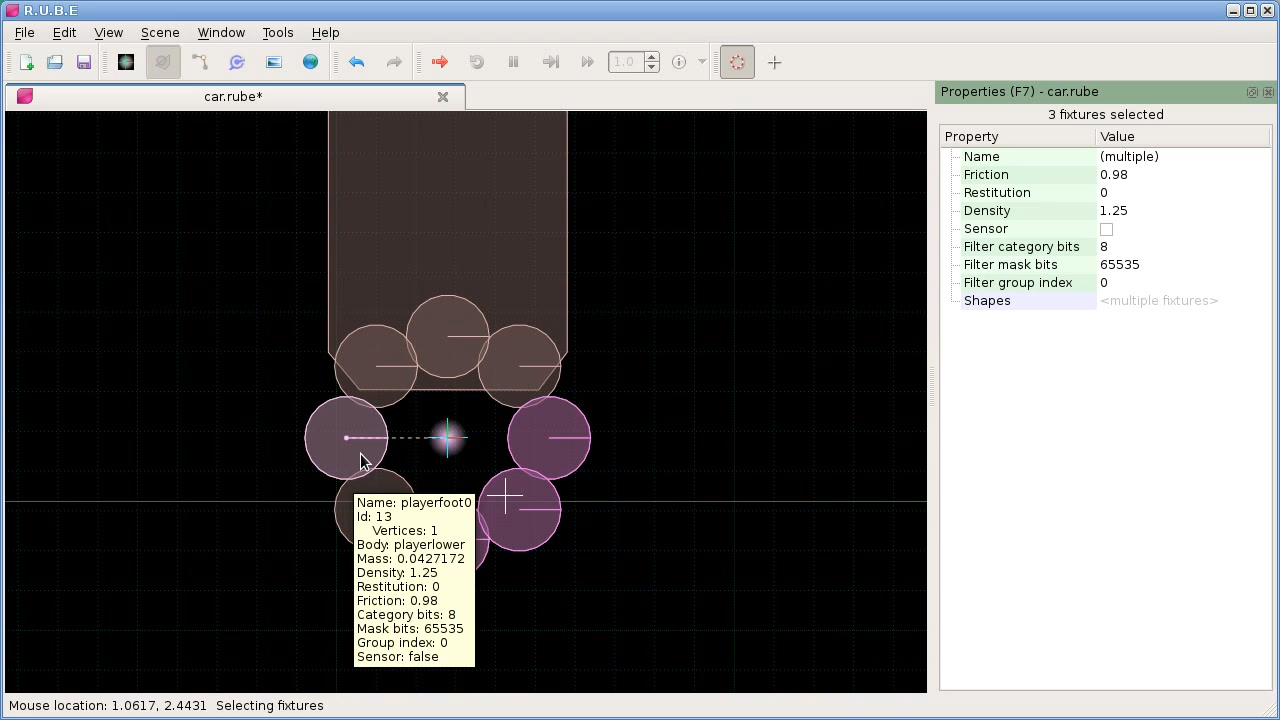 R.U.B.E
File Edit View Scene Window Tools Help
1.0
car.rube*
Properties (F7) - car.rube
3 fixtures selected
Property Value
Name (multiple)
Friction 0.98
Restitution 0
Density 1.25
Sensor
Filter category bits 8
Filter mask bits 65535
Filter group index 0
Shapes <multiple fixtures>
Name: playerfoot0
Id: 13
Vertices: 1
Body: playerlower
Mass: 0.0427172
Density: 1.25
Restitution: 0
Friction: 0.98
Category bits: 8
Mask bits: 65535
Group index: 0
Sensor: false
Mouse location: 1.0617, 2.4431 Selecting fixtures